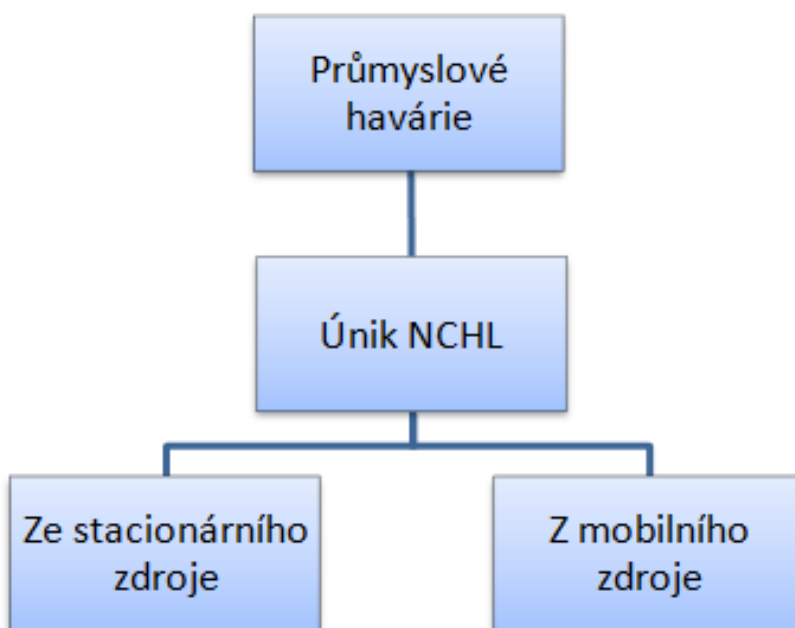 Průmyslové
havárie
Únik NCHL
Ze stacionárního
zdroje
Z mobilního
zdroje